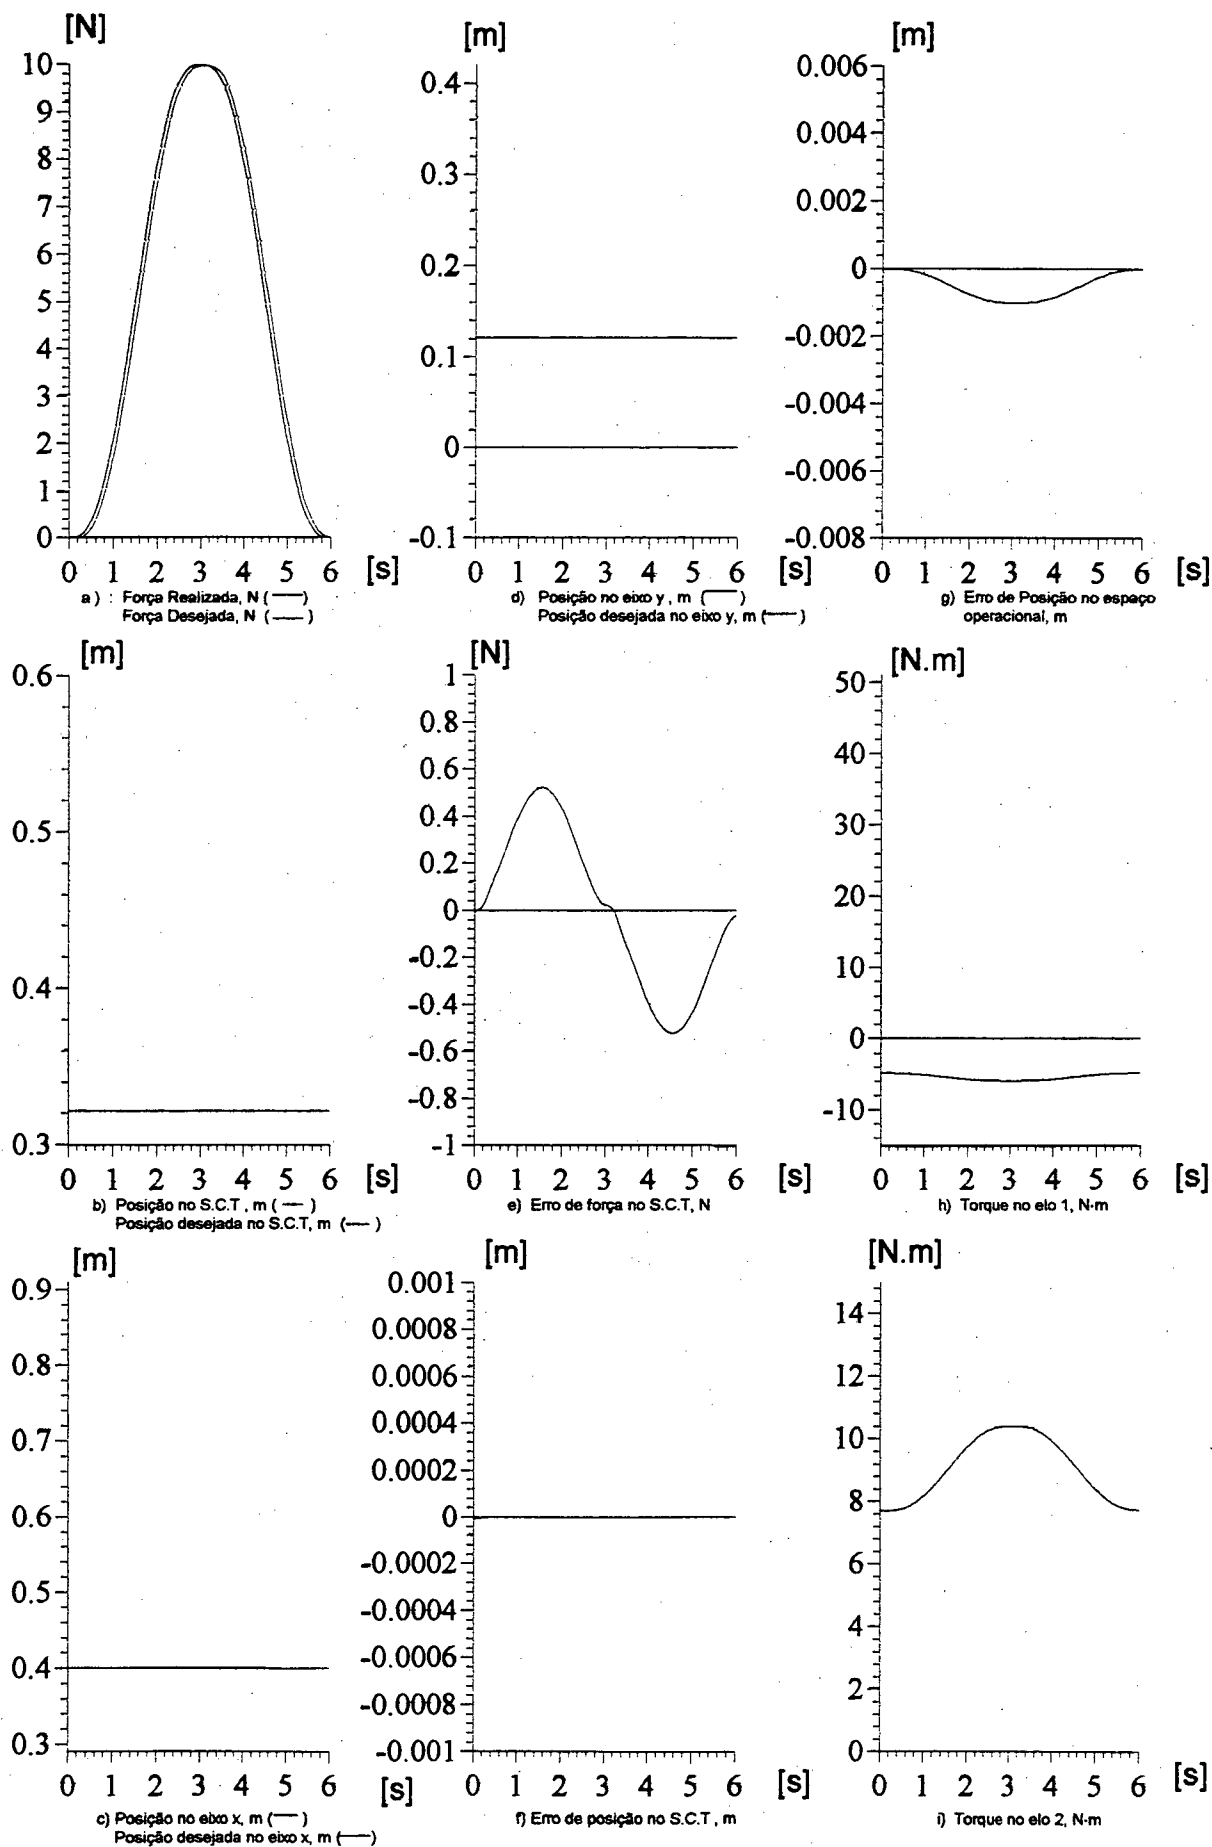 [N]
10
9
8
7
6
5
4
3
2
1
0
0 1 2 3 4 5 6 [s]
a) : Força Realizada, N ( — )
Força Desejada, N ( — )
[m]
0.4
0.3
0.2
0.1
0
-0.1
0 1 2 3 4 5 6 [s]
d) Posição no eixo y , m ( — )
Posição desejada no eixo y, m ( — )
[m]
0.006
0.004
0.002
0
-0.002
-0.004
-0.006
-0.008
0 1 2 3 4 5 6 [s]
g) Erro de Posição no espaço
operacional, m
[m]
0.6
0.5
0.4
0.3
0 1 2 3 4 5 6 [s]
b) Posição no S.C.T , m ( — )
Posição desejada no S.C.T, m ( — )
[N]
1
0.8
0.6
0.4
0.2
0
-0.2
-0.4
-0.6
-0.8
-1
0 1 2 3 4 5 6 [s]
e) Erro de força no S.C.T, N
[N.m]
50
40
30
20
10
0
-10
0 1 2 3 4 5 6 [s]
h) Torque no elo 1, N·m
[m]
0.9
0.8
0.7
0.6
0.5
0.4
0.3
0 1 2 3 4 5 6 [s]
c) Posição no eixo x, m ( — )
Posição desejada no eixo x, m ( — )
[m]
0.001
0.0008
0.0006
0.0004
0.0002
0
-0.0002
-0.0004
-0.0006
-0.0008
-0.001
0 1 2 3 4 5 6 [s]
f) Erro de posição no S.C.T , m
[N.m]
14
12
10
8
6
4
2
0
0 1 2 3 4 5 6 [s]
i) Torque no elo 2, N·m